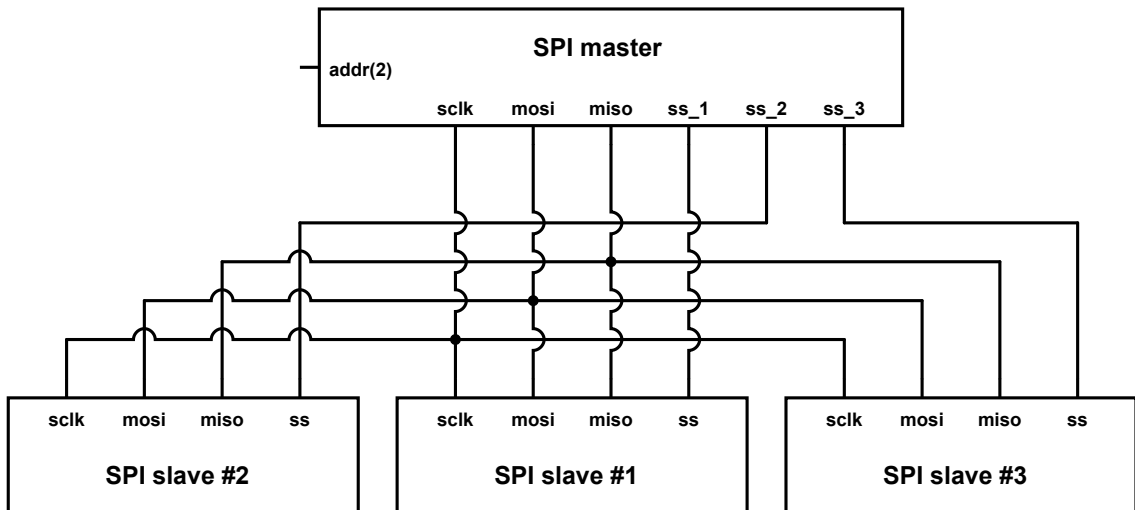 SPI master
addr(2)
sclk mosi miso ss_1 ss_2 ss_3
sclk mosi miso ss
SPI slave #2
sclk mosi miso ss
SPI slave #1
sclk mosi miso ss
SPI slave #3